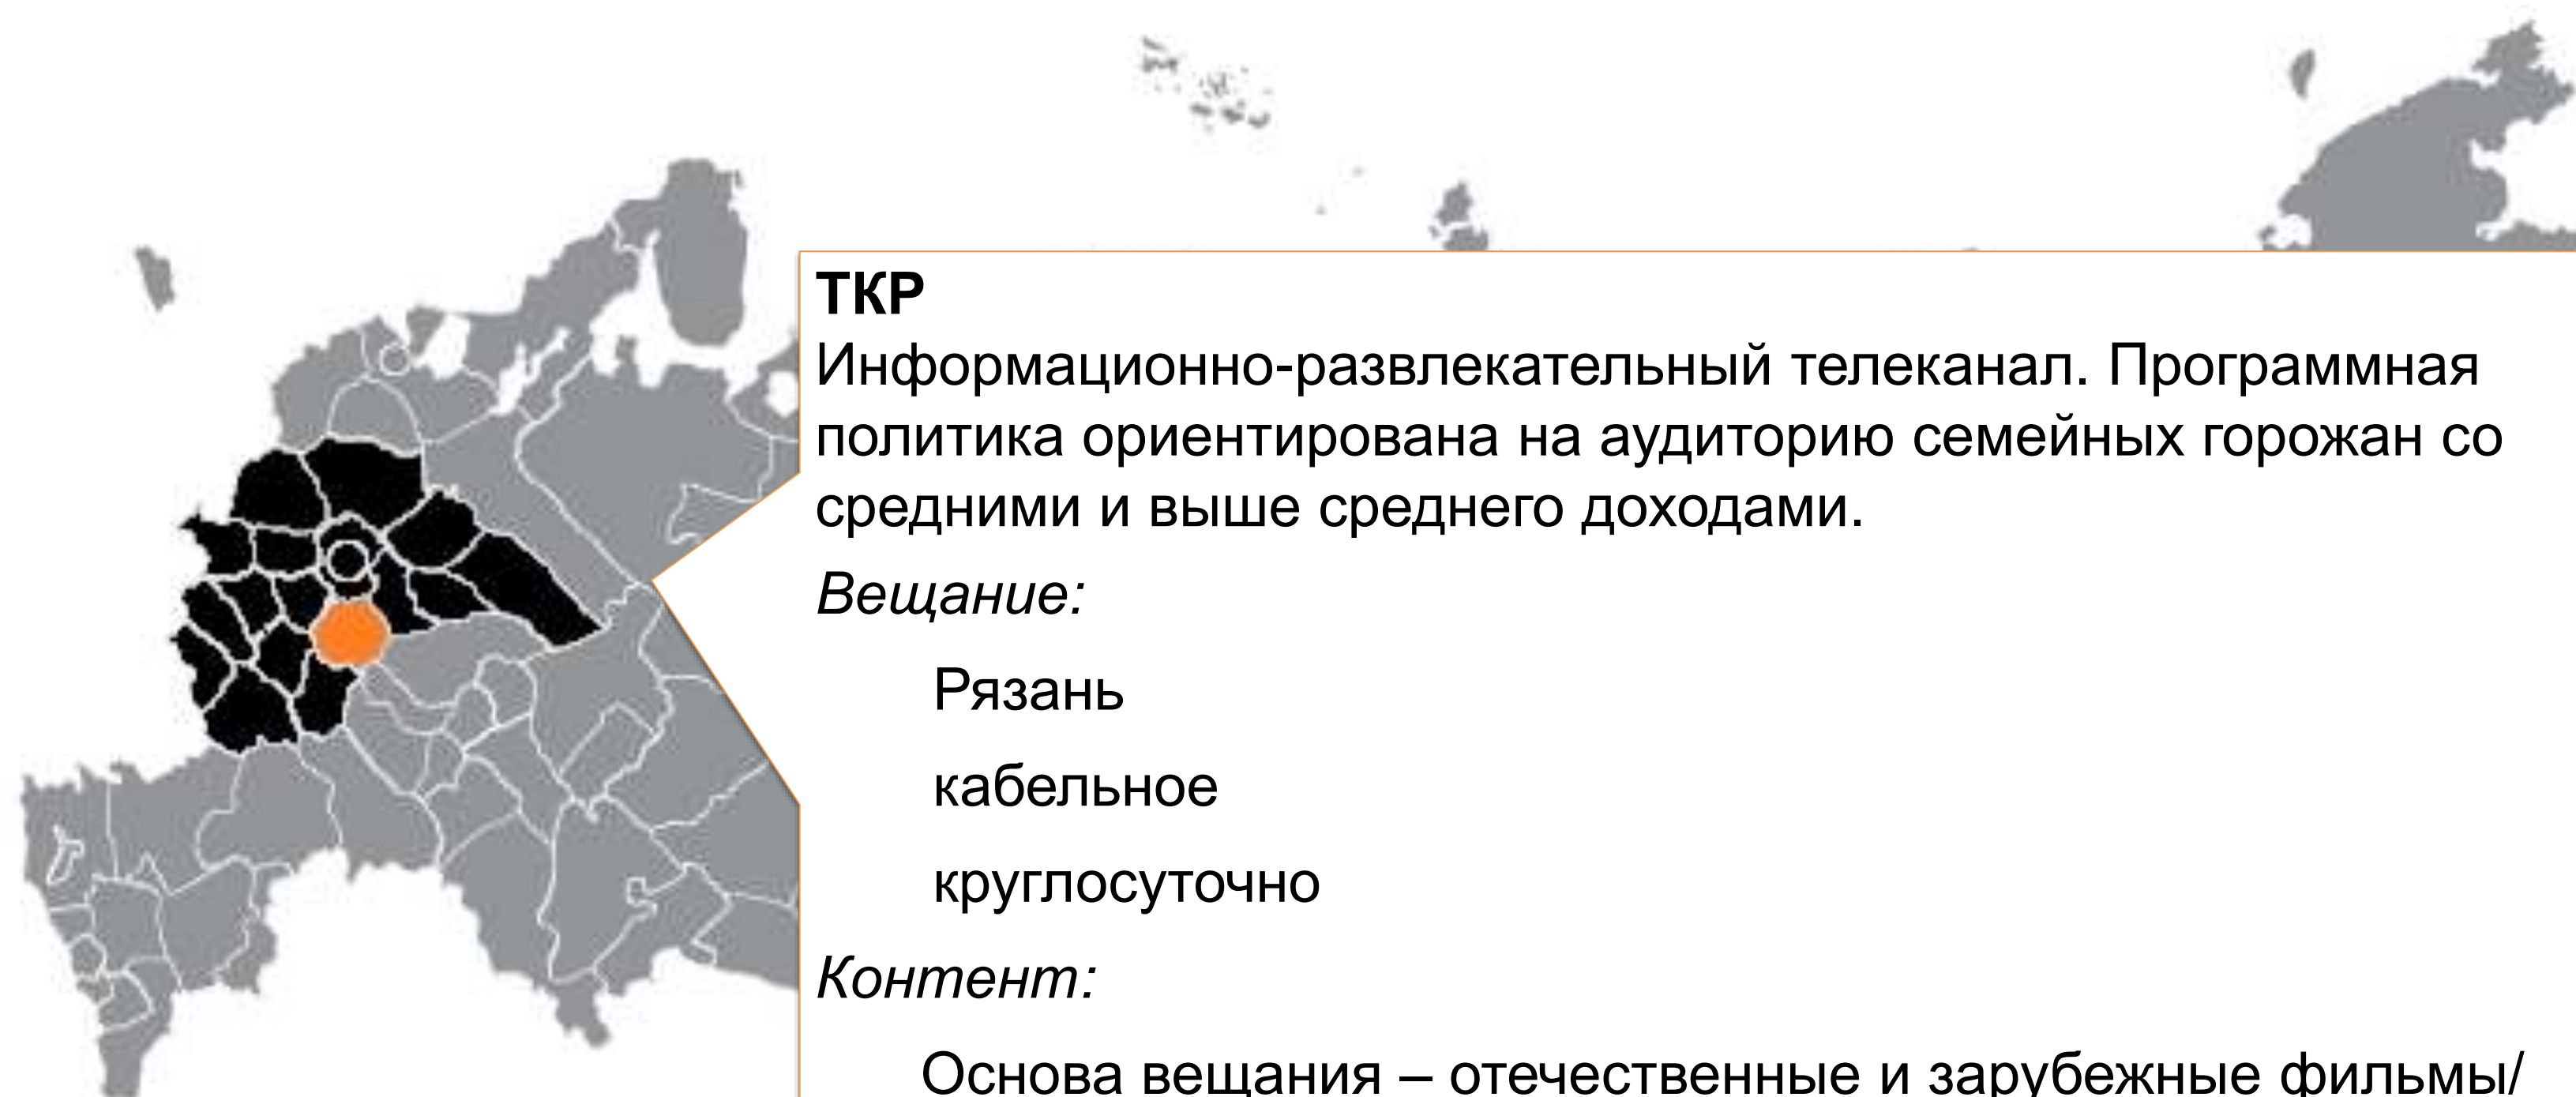 ТКР
Информационно-развлекательный телеканал. Программная
политика ориентирована на аудиторию семейных горожан со
средними и выше среднего доходами.
Вещание:
Рязань
кабельное
круглосуточно
Контент:
Основа вещания – отечественные и зарубежные фильмы/